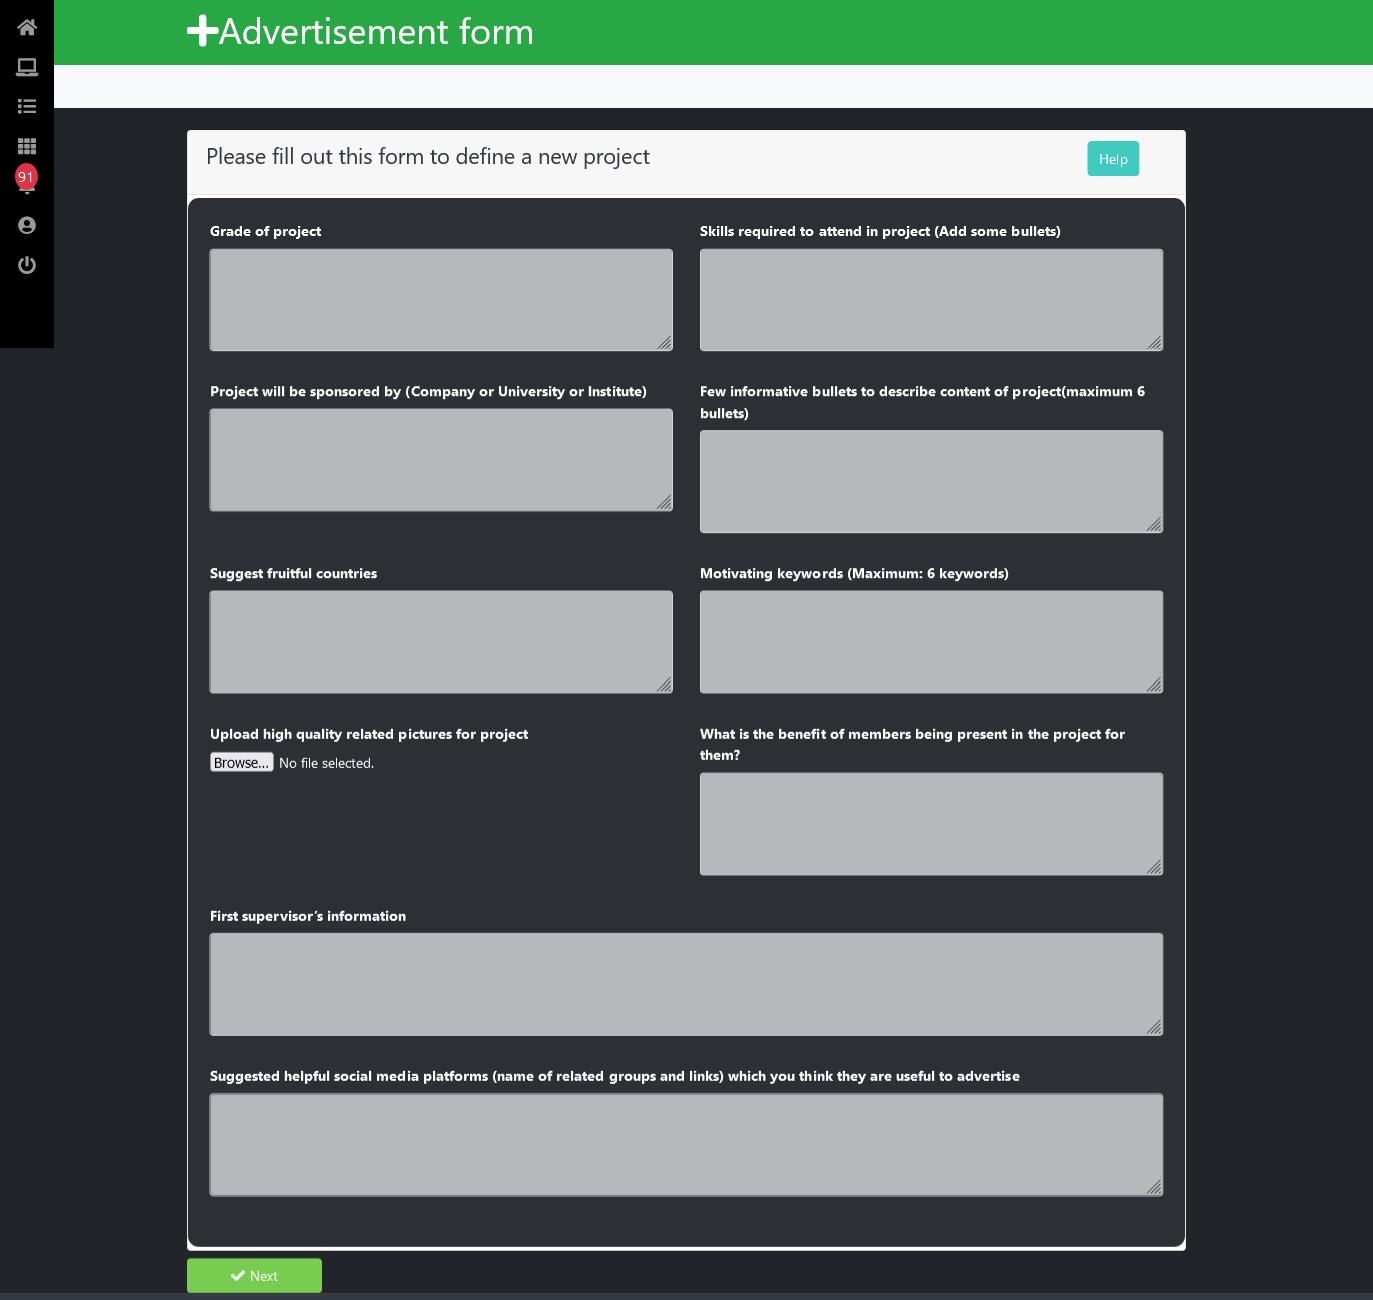 Advertisement form
91
Please fill out this form to define a new project
Help
Grade of project
Skills required to attend in project (Add some bullets)
Project will be sponsored by (Company or University or Institute)
Few informative bullets to describe content of project(maximum 6
bullets)
Suggest fruitful countries
Motivating keywords (Maximum: 6 keywords)
Upload high quality related pictures for project
Browse... No file selected.
What is the benefit of members being present in the project for
them?
First supervisor’s information
Suggested helpful social media platforms (name of related groups and links) which you think they are useful to advertise
Next